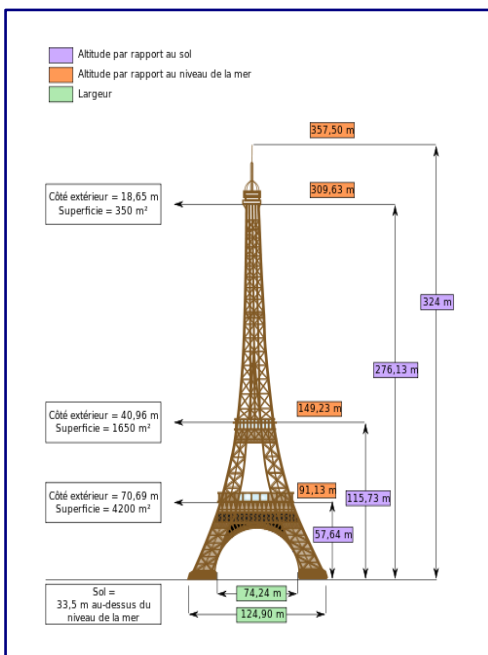 Altitude par rapport au sol
Altitude par rapport au niveau de la mer
Largeur
357,50 m
309,63 m
Côté extérieur = 18,65 m
Superficie = 350 m²
324 m
276,13 m
149,23 m
Côté extérieur = 40,96 m
Superficie = 1650 m²
91,13 m
Côté extérieur = 70,69 m
Superficie = 4200 m²
115,73 m
57,64 m
Sol =
33,5 m au-dessus du
niveau de la mer
74,24 m
124,90 m